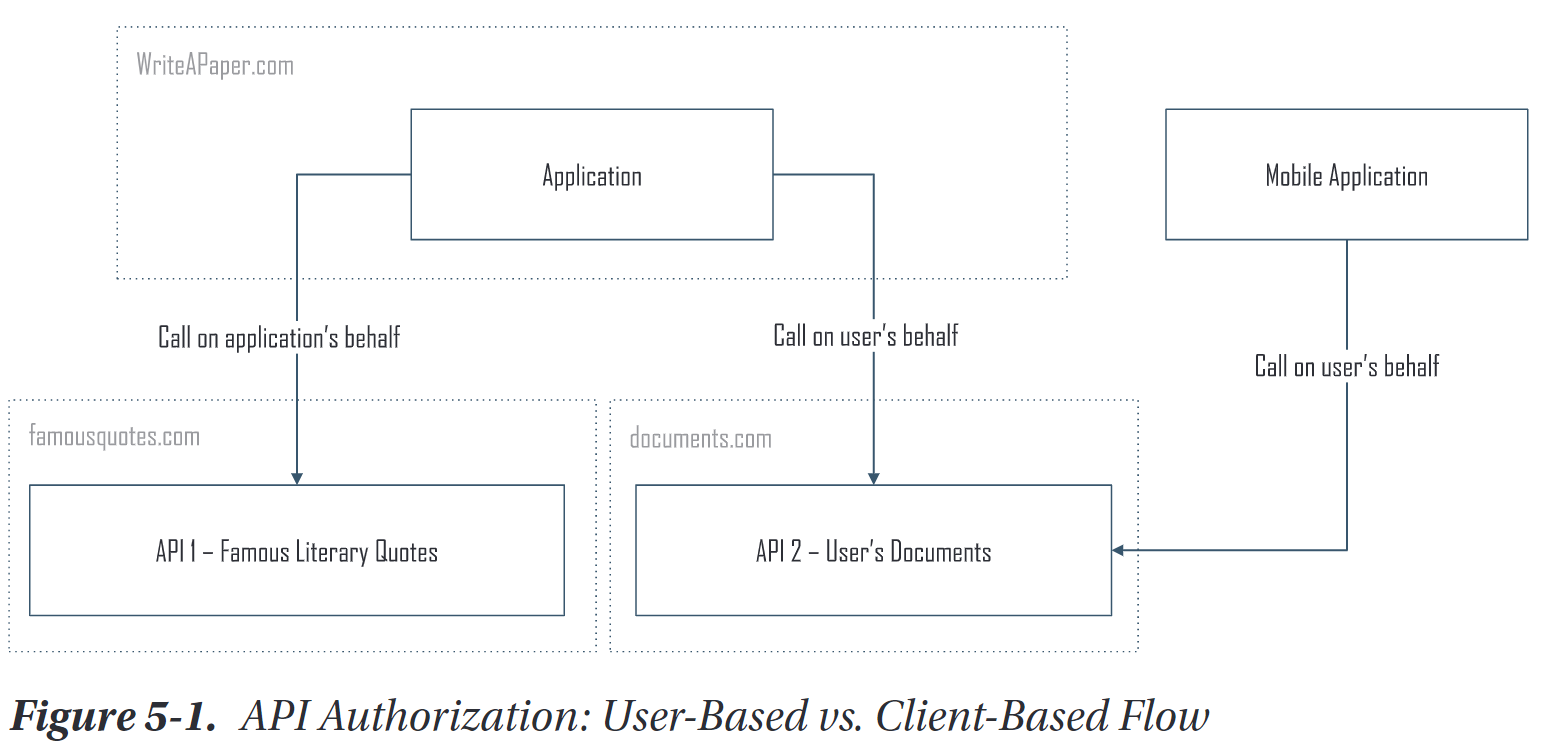 WriteAPaper.com
Application
Mobile Application
Call on application's behalf
Call on user's behalf
Call on user's behalf
famousquotes.com
documents.com
API 1 – Famous Literary Quotes
API 2 – User's Documents
Figure 5-1. API Authorization: User-Based vs. Client-Based Flow